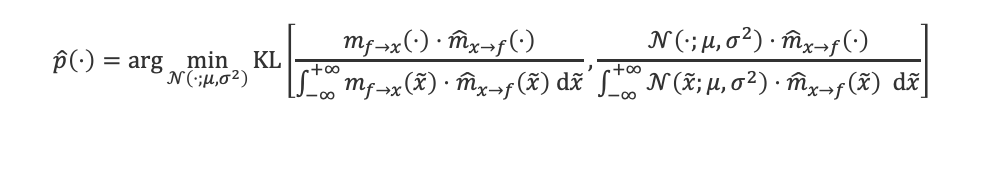 p̂(·) = arg min_{𝒩(·;μ,σ²)} KL [ (m_{f→x}(·) · m̂_{x→f}(·)) / (∫_{−∞}^{+∞} m_{f→x}(x̃) · m̂_{x→f}(x̃) dx̃) , (𝒩(·; μ, σ²) · m̂_{x→f}(·)) / (∫_{−∞}^{+∞} 𝒩(x̃; μ, σ²) · m̂_{x→f}(x̃) dx̃) ]